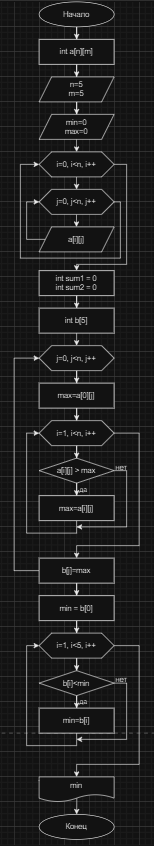 Начало
int a[n][m]
n=5
m=5
min=0
max=0
i=0, i<n, i++
j=0, j<n, j++
a[i][j]
int sum1 = 0
int sum2 = 0
int b[5]
j=0, j<n, j++
max=a[0][j]
i=1, i<n, i++
a[i][j] > max
нет
да
max=a[i][j]
b[j]=max
min = b[0]
i=1, i<5, i++
b[i]<min
нет
да
min=b[i]
min
Конец